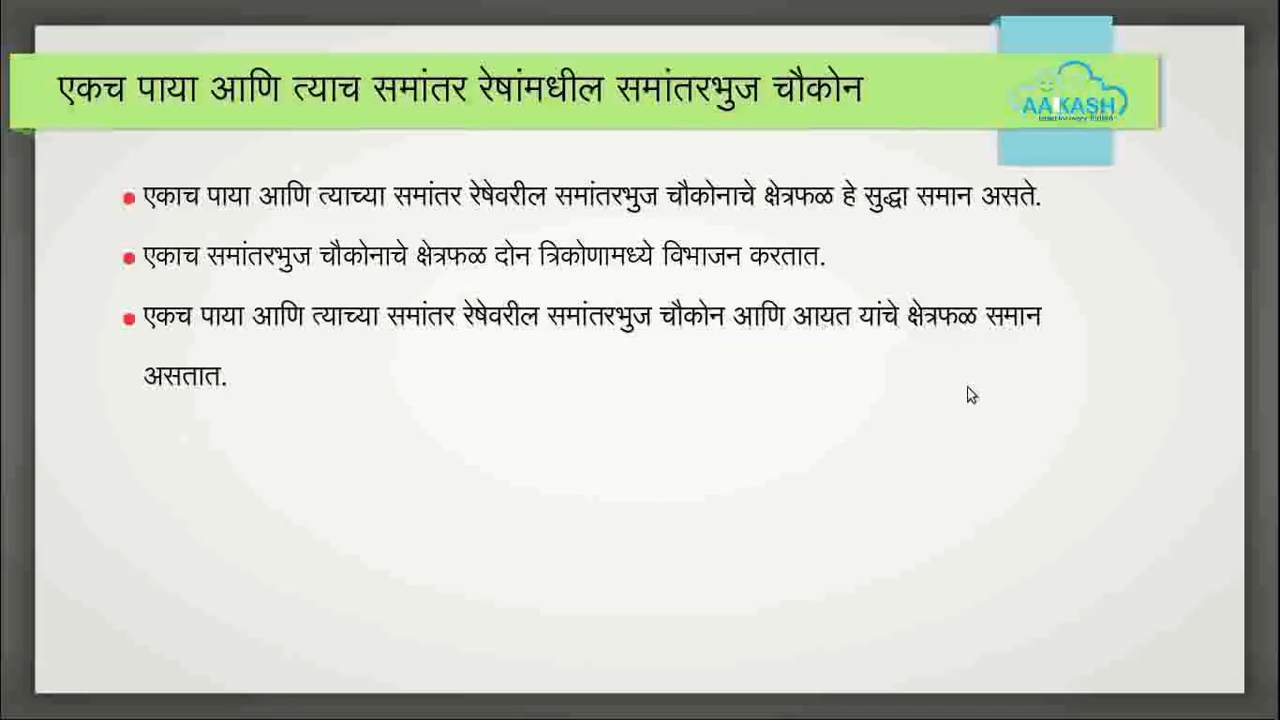 एकच पाया आणि त्याच समांतर रेषांमधील समांतरभुज चौकोन
AAKASH
एकाच पाया आणि त्याच्या समांतर रेषेवरील समांतरभुज चौकोनाचे क्षेत्रफळ हे सुद्धा समान असते.
एकाच समांतरभुज चौकोनाचे क्षेत्रफळ दोन त्रिकोणामध्ये विभाजन करतात.
एकच पाया आणि त्याच्या समांतर रेषेवरील समांतरभुज चौकोन आणि आयत यांचे क्षेत्रफळ समान
असतात.